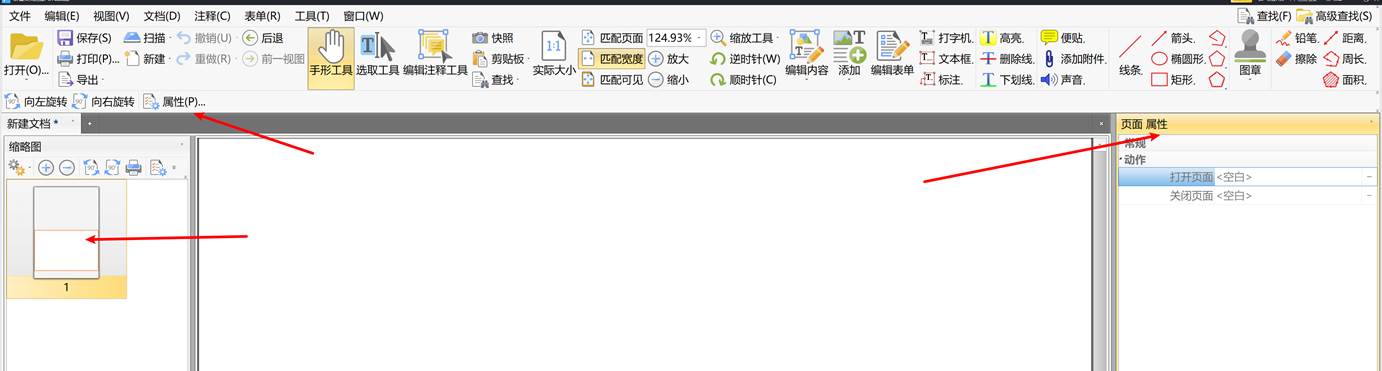 文件 编辑(E) 视图(V) 文档(D) 注释(C) 表单(R) 工具(T) 窗口(W) 查找(F) 高级查找(S)
保存(S) 扫描 撤销(U) 后退 快照 匹配页面 124.93% 缩放工具 打字机 高亮 便贴 箭头 铅笔 距离
打开(O)... 打印(P)... 新建 重做(R) 前一视图 手形工具 选取工具 编辑注释工具 剪贴板 实际大小 匹配宽度 放大 逆时针(W) 编辑内容 添加 编辑表单 文本框 删除线 添加附件 线条 椭圆形 图章 擦除 周长
导出 查找 匹配可见 缩小 顺时针(C) 标注 下划线 声音 矩形 面积
向左旋转 向右旋转 属性(P)...
新建文档 *
页面 属性
缩略图
常规
动作
打开页面 <空白>
关闭页面 <空白>
1